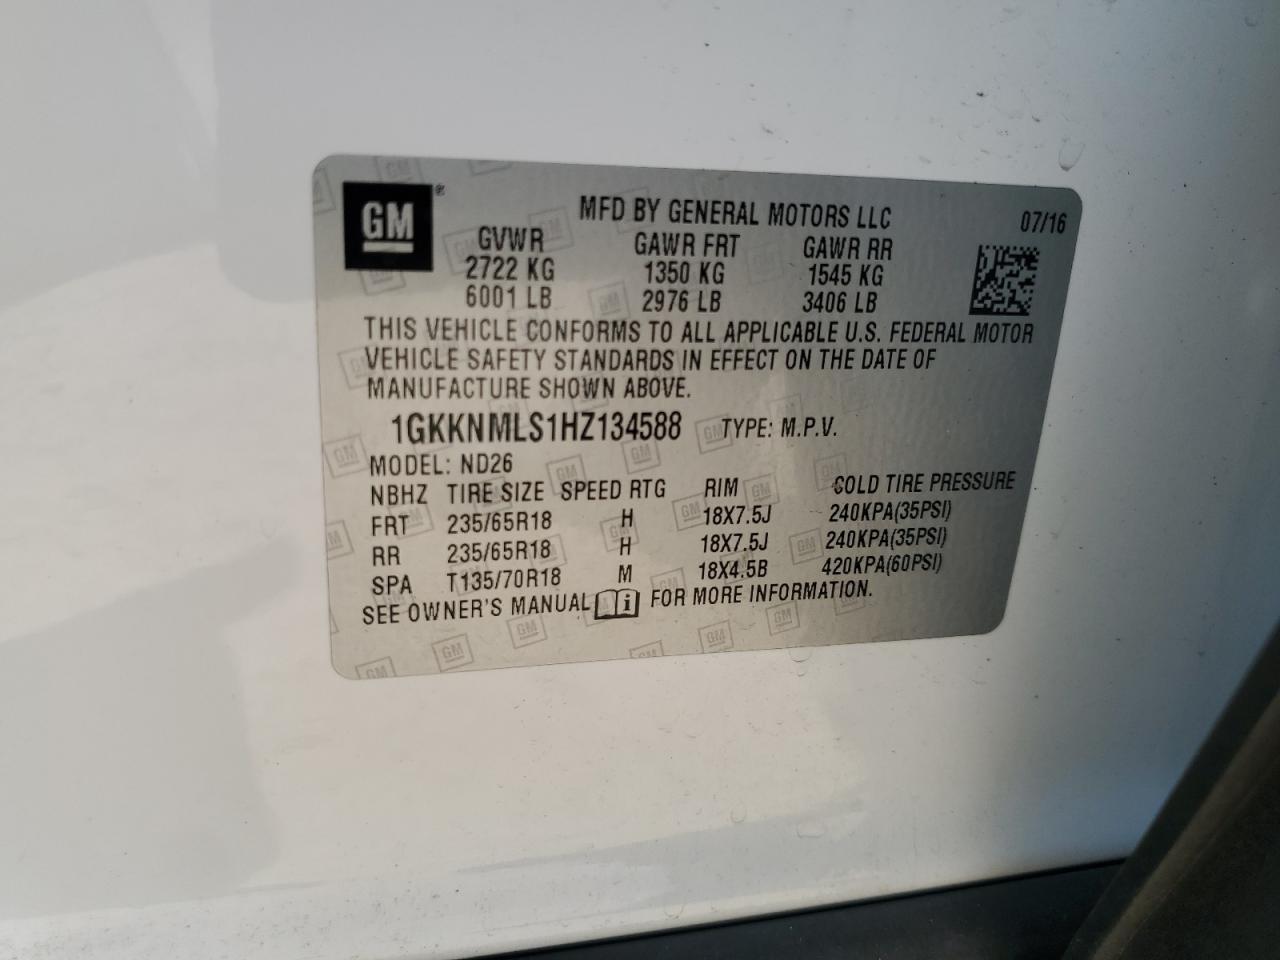 GM®
MFD BY GENERAL MOTORS LLC 07/16
GVWR GAWR FRT GAWR RR
2722 KG 1350 KG 1545 KG
6001 LB 2976 LB 3406 LB
THIS VEHICLE CONFORMS TO ALL APPLICABLE U.S. FEDERAL MOTOR
VEHICLE SAFETY STANDARDS IN EFFECT ON THE DATE OF
MANUFACTURE SHOWN ABOVE.
1GKKNMLS1HZ134588 TYPE: M.P.V.
MODEL: ND26
NBHZ TIRE SIZE SPEED RTG RIM COLD TIRE PRESSURE
FRT 235/65R18 H 18X7.5J 240KPA(35PSI)
RR 235/65R18 H 18X7.5J 240KPA(35PSI)
SPA T135/70R18 M 18X4.5B 420KPA(60PSI)
SEE OWNER'S MANUAL i FOR MORE INFORMATION.